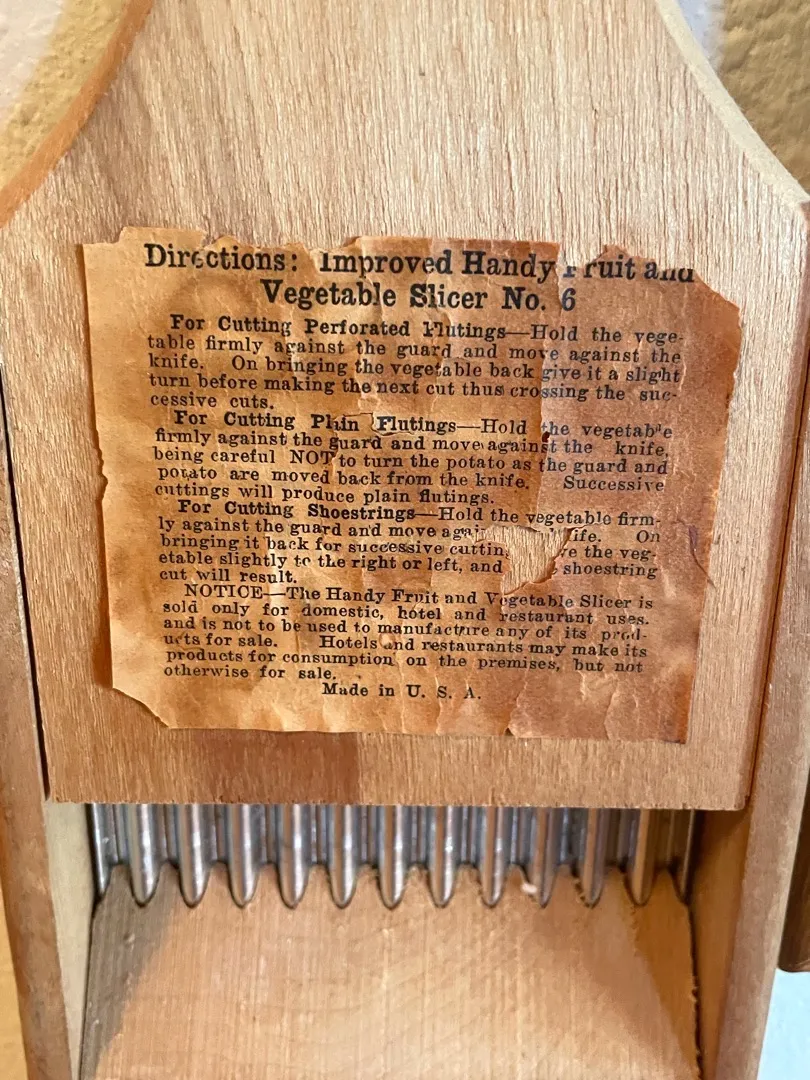 Directions: Improved Handy Fruit and
Vegetable Slicer No. 6
For Cutting Perforated Flutings—Hold the vege-
table firmly against the guard and move against the
knife. On bringing the vegetable back give it a slight
turn before making the next cut thus crossing the suc-
cessive cuts.
For Cutting Plain Flutings—Hold the vegetable
firmly against the guard and move against the knife,
being careful NOT to turn the potato as the guard and
potato are moved back from the knife. Successive
cuttings will produce plain flutings.
For Cutting Shoestrings—Hold the vegetable firm-
ly against the guard and move On
bringing it back for successive the veg-
etable slightly to the right or left, and shoestring
cut will result.
NOTICE—The Handy Fruit and Vegetable Slicer is
sold only for domestic, hotel and restaurant uses.
and is not to be used to manufacture any of its prod-
ucts for sale. Hotels and restaurants may make its
products for consumption on the premises, but not
otherwise for sale.
Made in U. S. A.